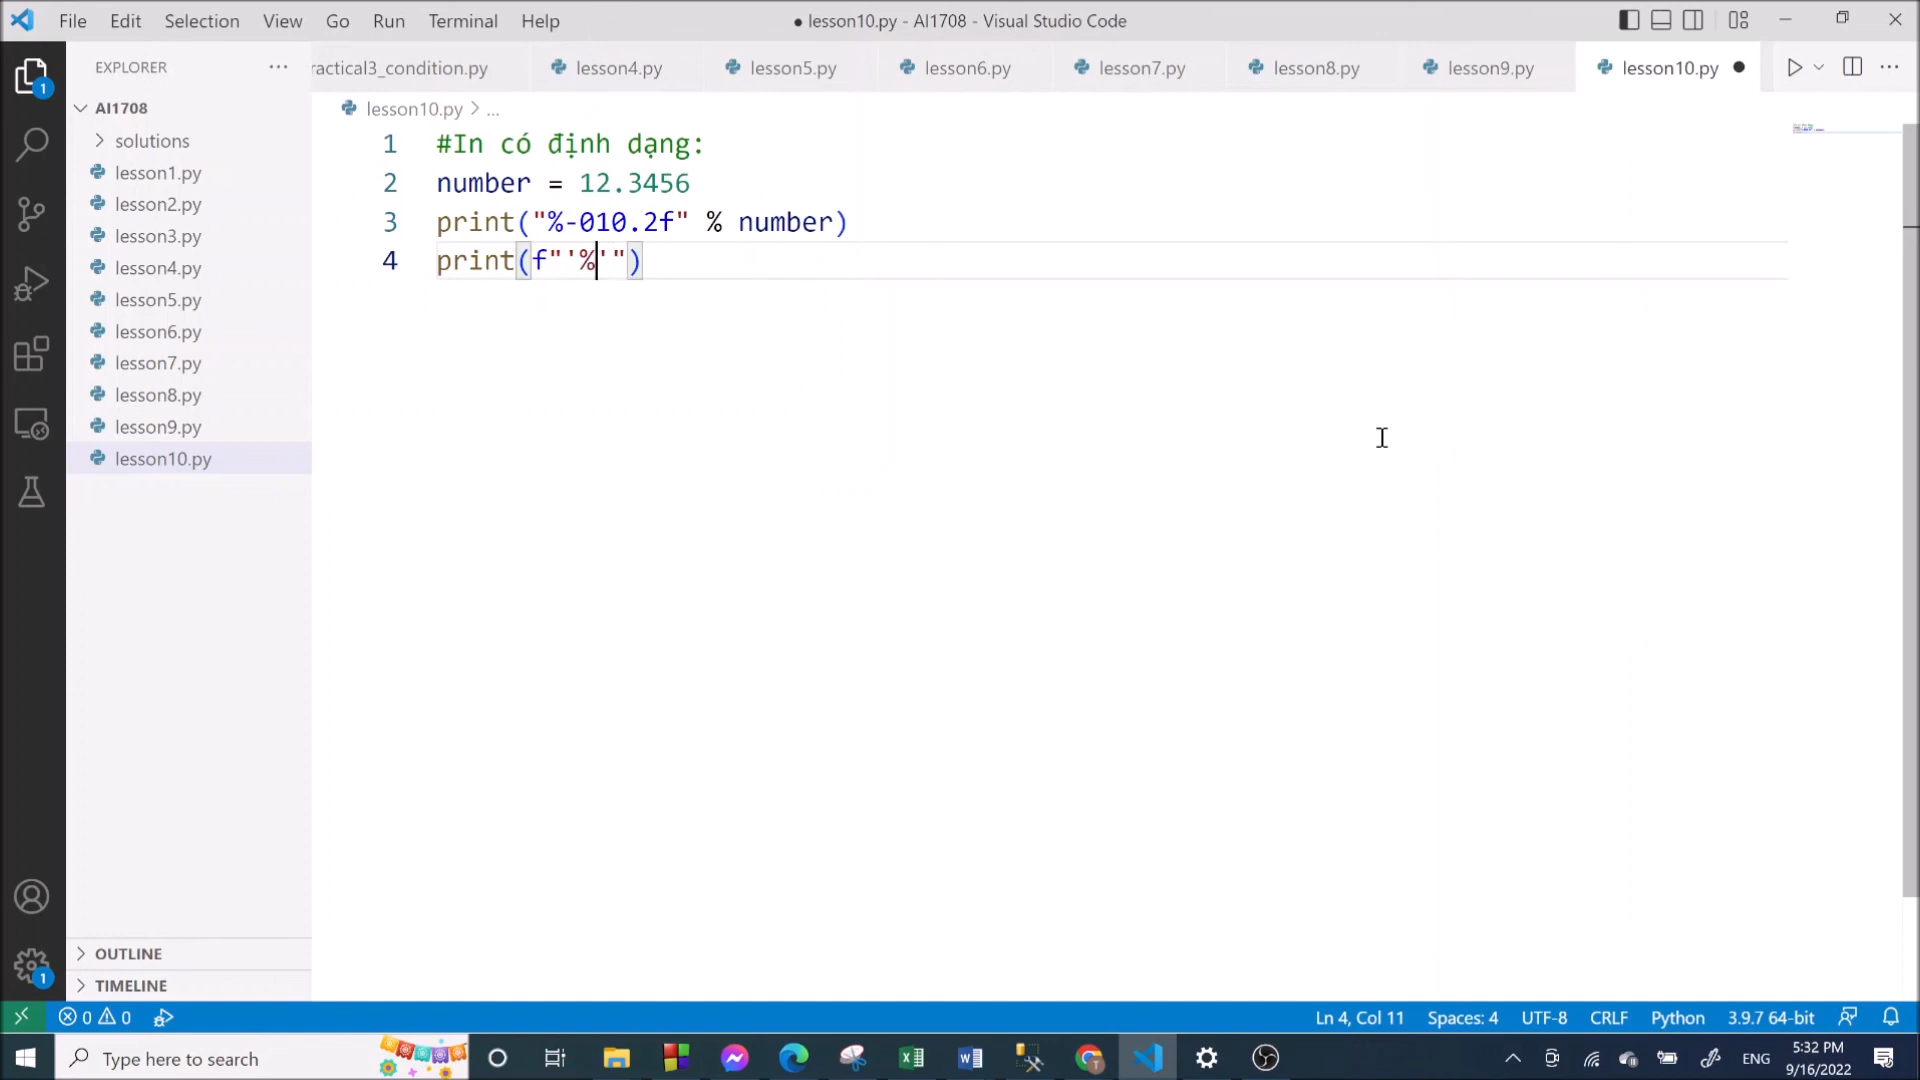 File Edit Selection View Go Run Terminal Help
● lesson10.py - AI1708 - Visual Studio Code
EXPLORER ...
ractical3_condition.py lesson4.py lesson5.py lesson6.py lesson7.py lesson8.py lesson9.py lesson10.py ●
AI1708
solutions
lesson1.py
lesson2.py
lesson3.py
lesson4.py
lesson5.py
lesson6.py
lesson7.py
lesson8.py
lesson9.py
lesson10.py
OUTLINE
TIMELINE
lesson10.py > ...
1 #In có định dạng:
2 number = 12.3456
3 print("%-010.2f" % number)
4 print(f"'%'")
1
1
0 0
Ln 4, Col 11 Spaces: 4 UTF-8 CRLF Python 3.9.7 64-bit
Type here to search
ENG
5:32 PM
9/16/2022